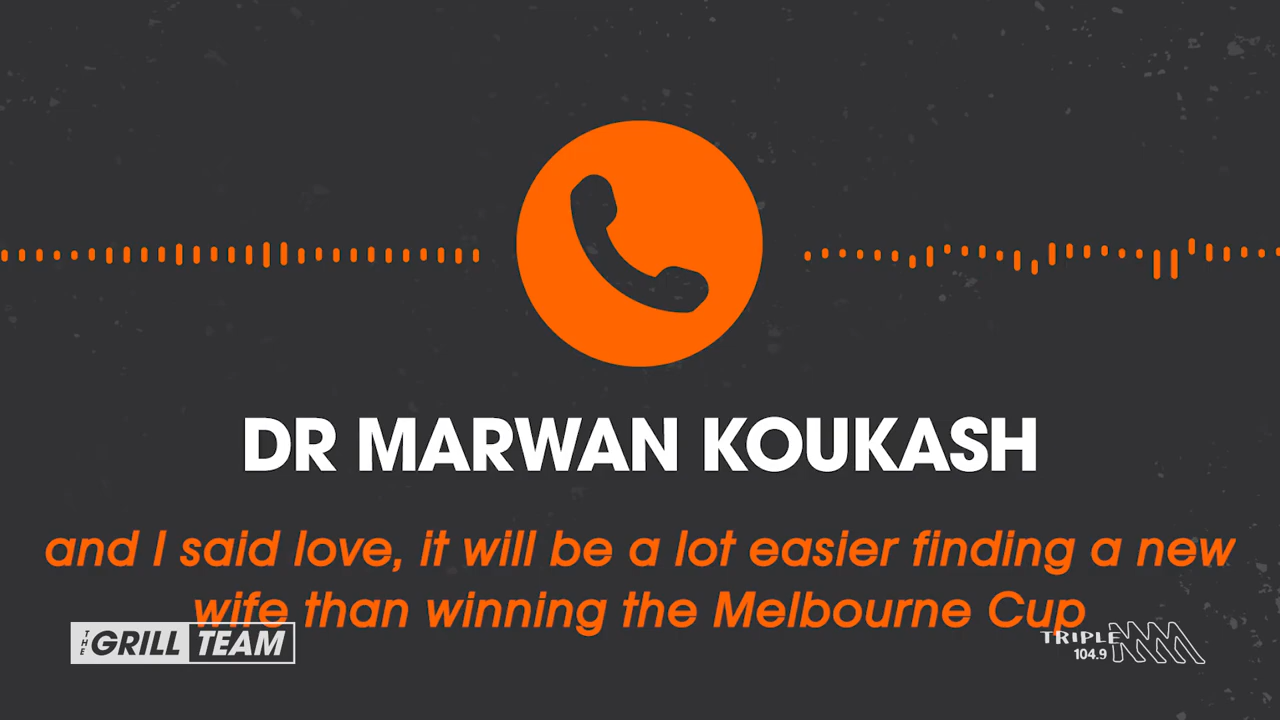 DR MARWAN KOUKASH
and I said love, it will be a lot easier finding a new
wife than winning the Melbourne Cup
THE GRILL TEAM
TRIPLE MMM
104.9